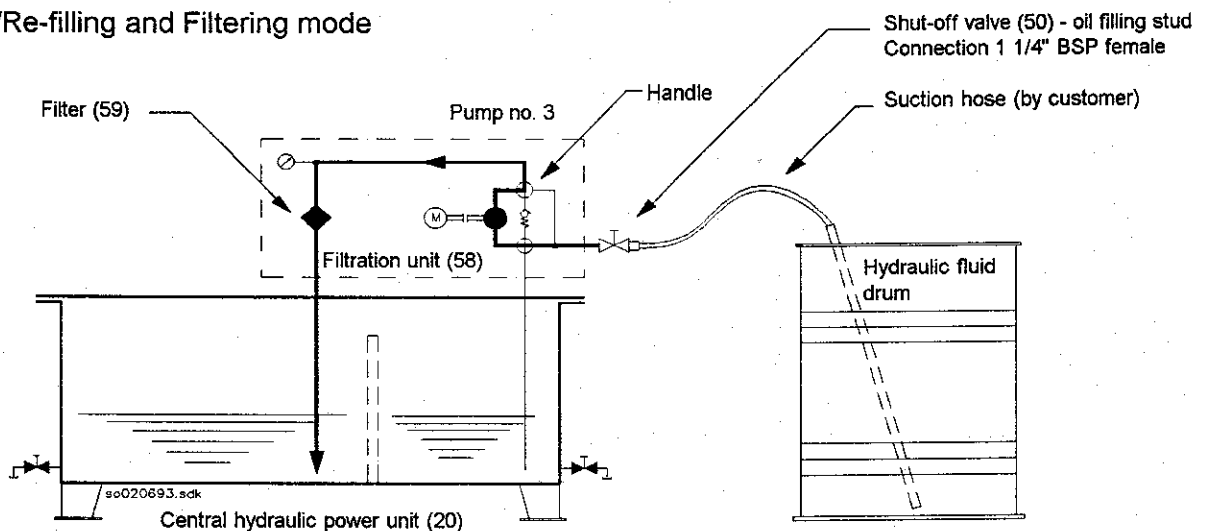 /Re-filling and Filtering mode
Shut-off valve (50) - oil filling stud
Connection 1 1/4" BSP female
Filter (59)
Pump no. 3
Handle
Suction hose (by customer)
M
Filtration unit (58)
Hydraulic fluid
drum
so020693.sdk
Central hydraulic power unit (20)